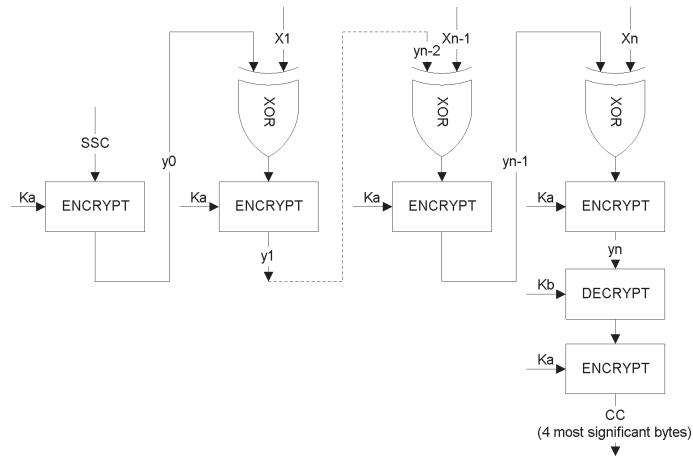 X1
yn-2
Xn-1
Xn
XOR
XOR
XOR
SSC
y0
yn-1
Ka
ENCRYPT
Ka
ENCRYPT
Ka
ENCRYPT
Ka
ENCRYPT
y1
yn
Kb
DECRYPT
Ka
ENCRYPT
CC
(4 most significant bytes)